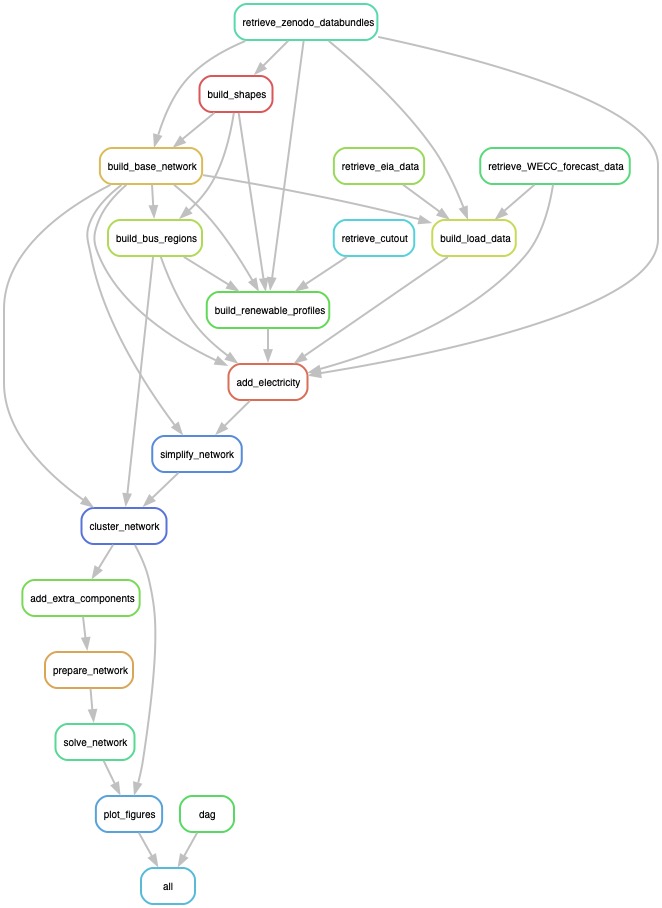 retrieve_zenodo_databundles
build_shapes
build_base_network
retrieve_eia_data
retrieve_WECC_forecast_data
build_bus_regions
retrieve_cutout
build_load_data
build_renewable_profiles
add_electricity
simplify_network
cluster_network
add_extra_components
prepare_network
solve_network
plot_figures
dag
all